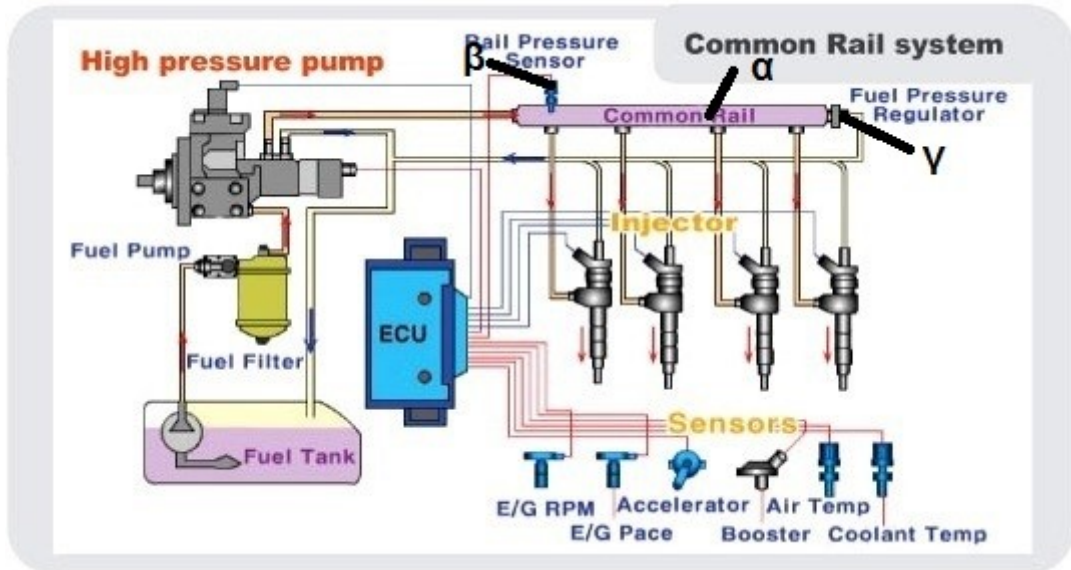 High pressure pump
Rail Pressure
Sensor
β
Common Rail system
α
Common Rail
Fuel Pressure
Regulator
γ
Injector
Fuel Pump
ECU
Fuel Filter
Fuel Tank
Sensors
E/G RPM
E/G Pace
Accelerator
Booster
Air Temp
Coolant Temp